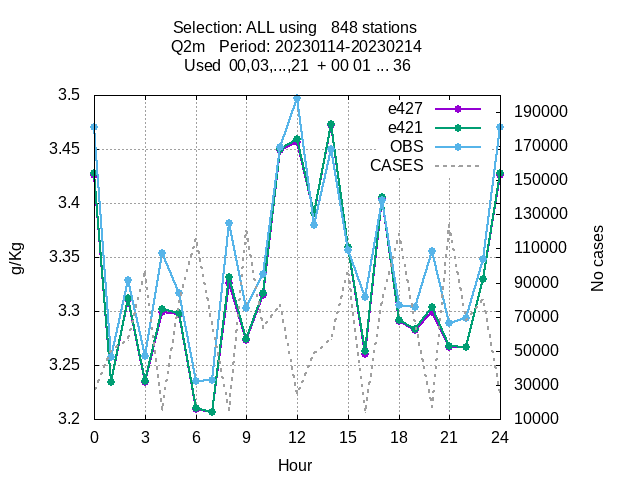 Selection: ALL using   848 stations
Q2m   Period: 20230114-20230214
Used  00,03,...,21  + 00 01 ... 36
e427
e421
OBS
CASES
3.5
3.45
3.4
3.35
3.3
3.25
3.2
g/Kg
190000
170000
150000
130000
110000
90000
70000
50000
30000
10000
No cases
0 3 6 9 12 15 18 21 24
Hour